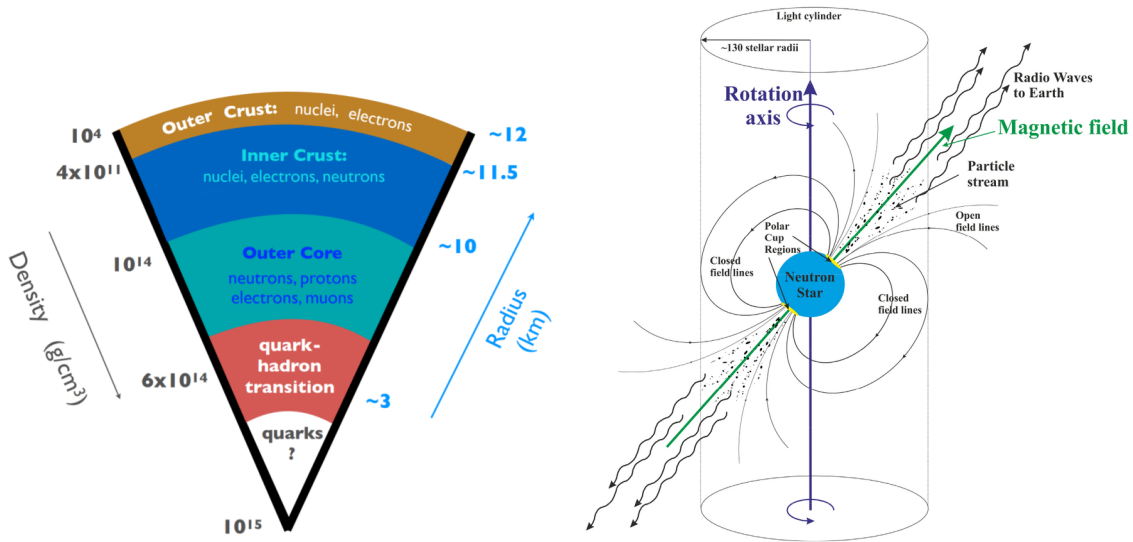 Outer Crust: nuclei, electrons
10⁴
~12
Inner Crust:
nuclei, electrons, neutrons
4x10¹¹
~11.5
Outer Core
neutrons, protons
electrons, muons
10¹⁴
~10
quark-
hadron
transition
6x10¹⁴
~3
quarks
?
10¹⁵
Density
(g/cm³)
Radius
(km)
Light cylinder
~130 stellar radii
Rotation
axis
Radio Waves
to Earth
Magnetic field
Particle
stream
Polar
Cup
Regions
Open
field lines
Closed
field lines
Neutron
Star
Closed
field lines